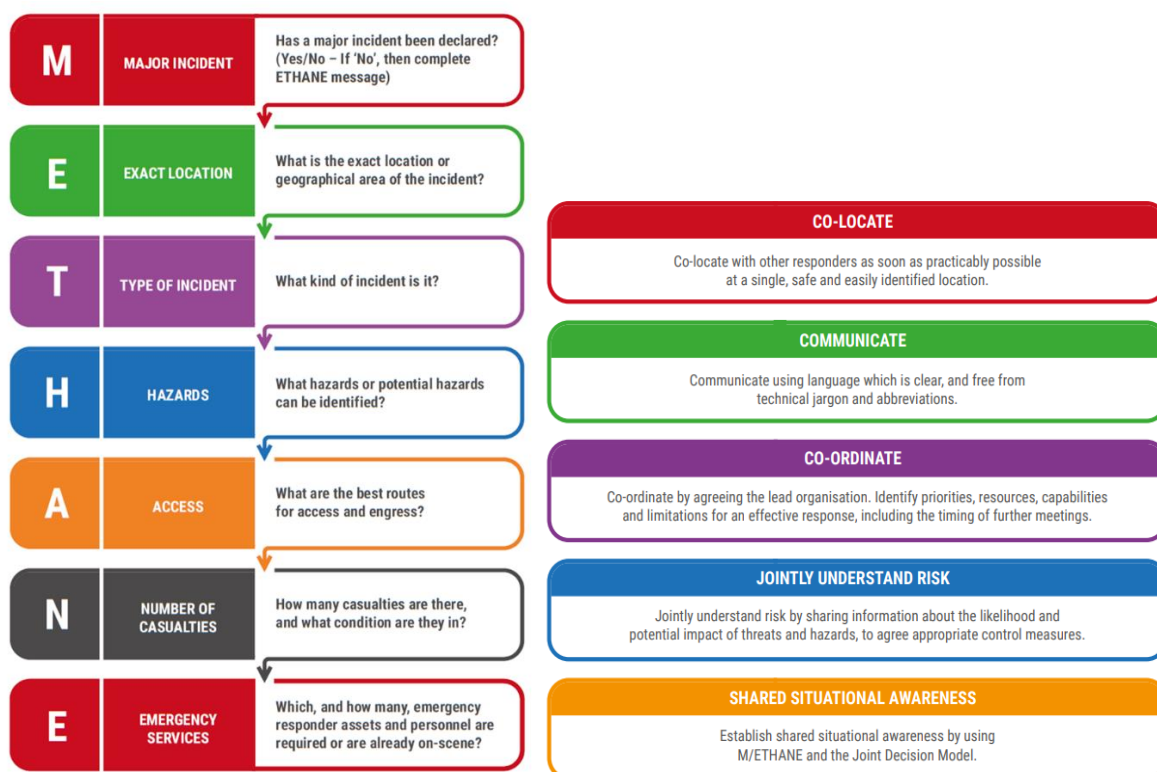 M
MAJOR INCIDENT
Has a major incident been declared?
(Yes/No – If ‘No’, then complete
ETHANE message)
E
EXACT LOCATION
What is the exact location or
geographical area of the incident?
T
TYPE OF INCIDENT
What kind of incident is it?
H
HAZARDS
What hazards or potential hazards
can be identified?
A
ACCESS
What are the best routes
for access and engress?
N
NUMBER OF
CASUALTIES
How many casualties are there,
and what condition are they in?
E
EMERGENCY
SERVICES
Which, and how many, emergency
responder assets and personnel are
required or are already on-scene?
CO-LOCATE
Co-locate with other responders as soon as practicably possible
at a single, safe and easily identified location.
COMMUNICATE
Communicate using language which is clear, and free from
technical jargon and abbreviations.
CO-ORDINATE
Co-ordinate by agreeing the lead organisation. Identify priorities, resources, capabilities
and limitations for an effective response, including the timing of further meetings.
JOINTLY UNDERSTAND RISK
Jointly understand risk by sharing information about the likelihood and
potential impact of threats and hazards, to agree appropriate control measures.
SHARED SITUATIONAL AWARENESS
Establish shared situational awareness by using
M/ETHANE and the Joint Decision Model.